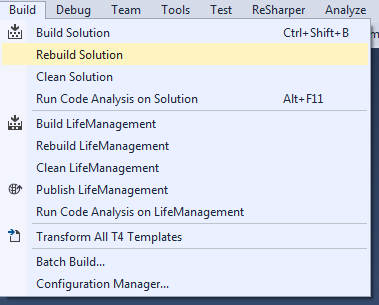 Build Debug Team Tools Test ReSharper Analyze
Build Solution Ctrl+Shift+B
Rebuild Solution
Clean Solution
Run Code Analysis on Solution Alt+F11
Build LifeManagement
Rebuild LifeManagement
Clean LifeManagement
Publish LifeManagement
Run Code Analysis on LifeManagement
Transform All T4 Templates
Batch Build...
Configuration Manager...